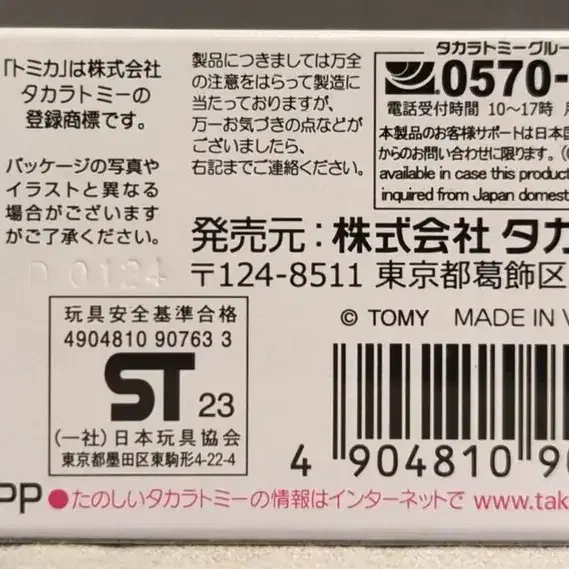 「トミカ」は株式会社
タカラトミーの
登録商標です。
パッケージの写真や
イラストと異なる
場合がございます
がご了承ください。
D 0124
製品につきましては万全
の注意をはらって製造に
当たっておりますが、
万一お気づきの点などが
ございましたら、
右記までご連絡ください。
タカラトミーグルー
0570-
電話受付時間 10〜17時
本製品のお客様サポートは日本国
からのお問い合わせに限ります。
available in case this product
inquired from Japan domest
発売元：株式会社 タカ
〒124-8511 東京都葛飾区
© TOMY MADE IN V
玩具安全基準合格
4904810 90763 3
ST 23
(一社)日本玩具協会
東京都墨田区東駒形4-22-4
4 904810 90
PP ●たのしいタカラトミーの情報はインターネットで www.tak